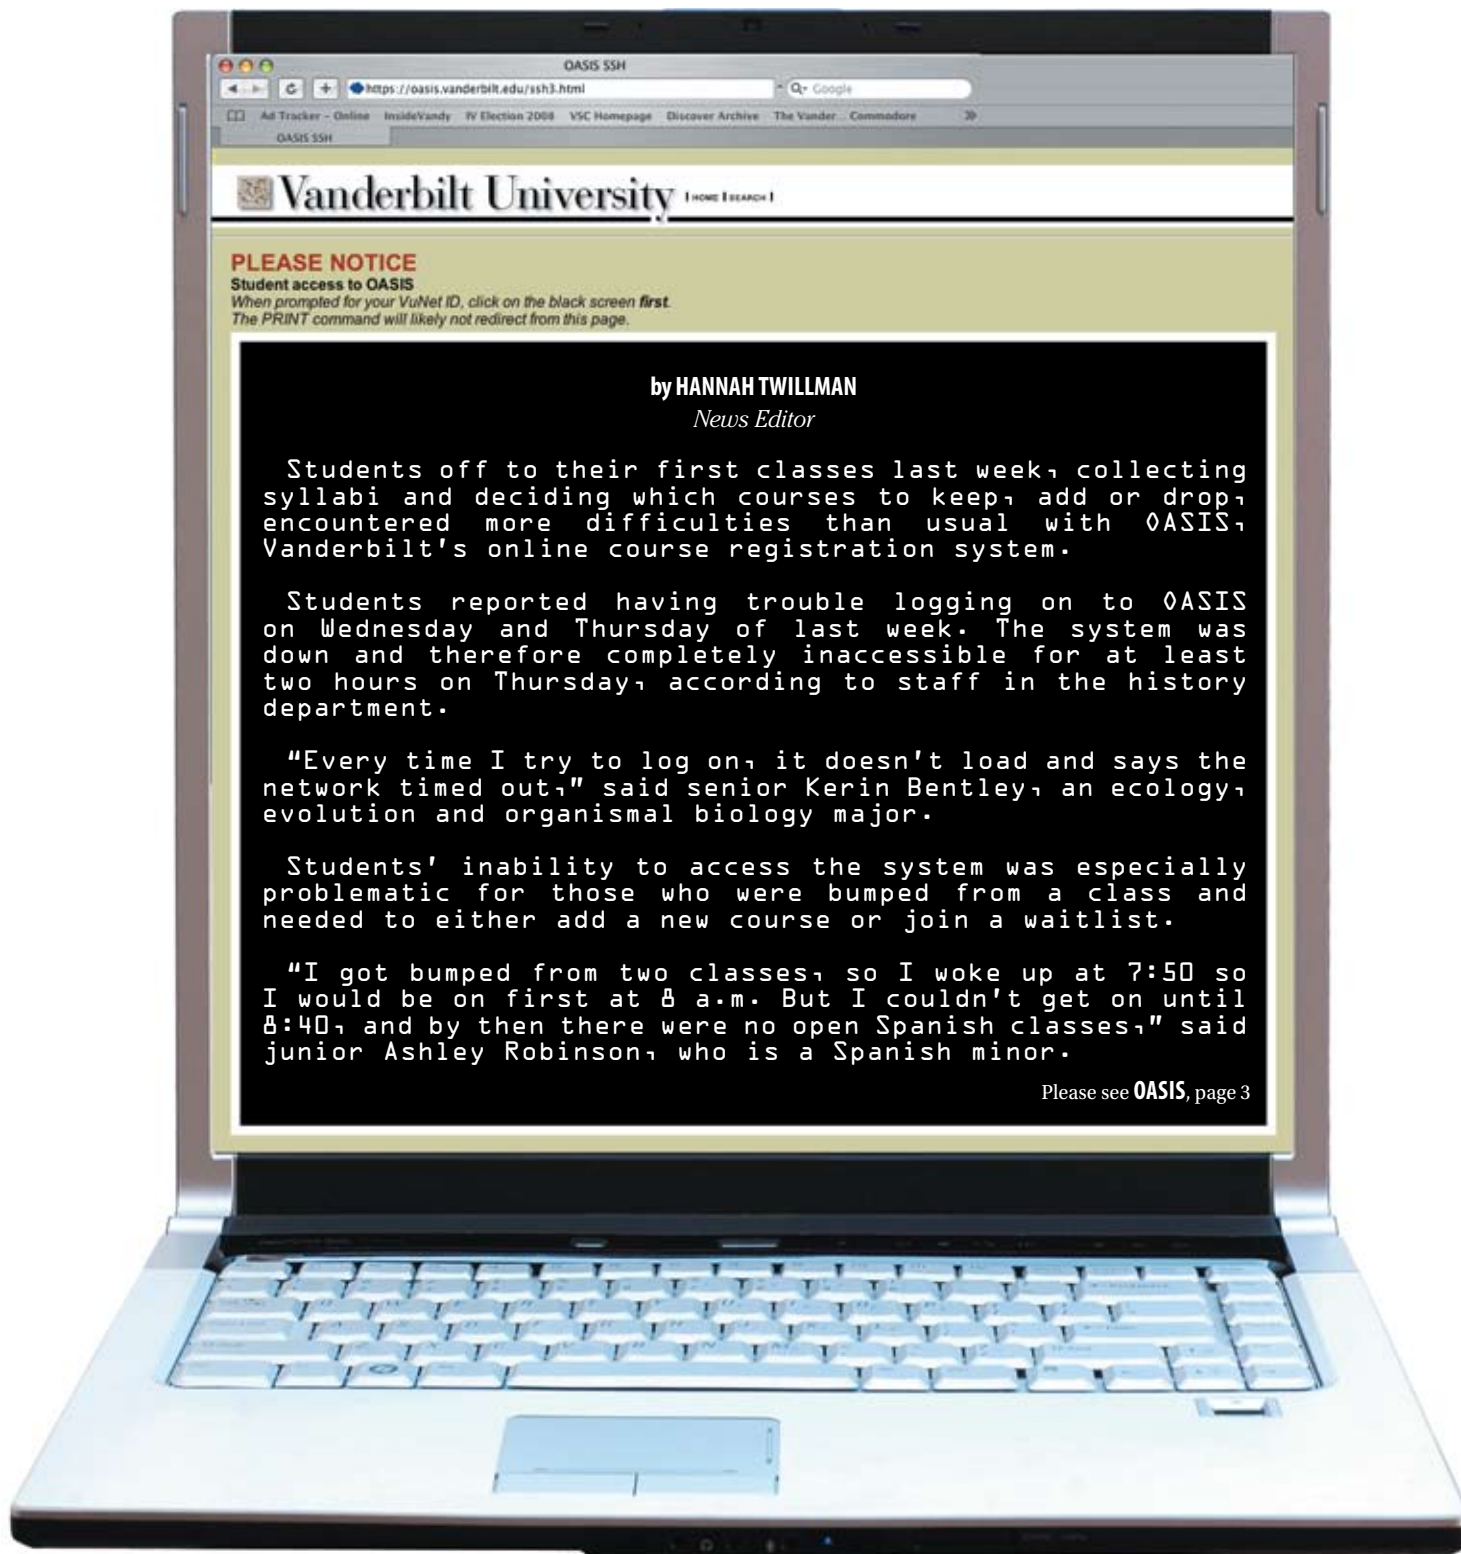 OASIS SSH
https://oasis.vanderbilt.edu/ssh3.html
Google
Ad Tracker - Online InsideVandy IV Election 2008 VSC Homepage Discover Archive The Vander... Commodore
OASIS SSH
Vanderbilt University | HOME | SEARCH |
PLEASE NOTICE
Student access to OASIS
When prompted for your VuNet ID, click on the black screen first.
The PRINT command will likely not redirect from this page.
by HANNAH TWILLMAN
News Editor
Students off to their first classes last week, collecting
syllabi and deciding which courses to keep, add or drop,
encountered more difficulties than usual with OASIS,
Vanderbilt's online course registration system.
Students reported having trouble logging on to OASIS
on Wednesday and Thursday of last week. The system was
down and therefore completely inaccessible for at least
two hours on Thursday, according to staff in the history
department.
"Every time I try to log on, it doesn't load and says the
network timed out," said senior Kerin Bentley, an ecology,
evolution and organismal biology major.
Students' inability to access the system was especially
problematic for those who were bumped from a class and
needed to either add a new course or join a waitlist.
"I got bumped from two classes, so I woke up at 7:50 so
I would be on first at 8 a.m. But I couldn't get on until
8:40, and by then there were no open Spanish classes," said
junior Ashley Robinson, who is a Spanish minor.
Please see OASIS, page 3